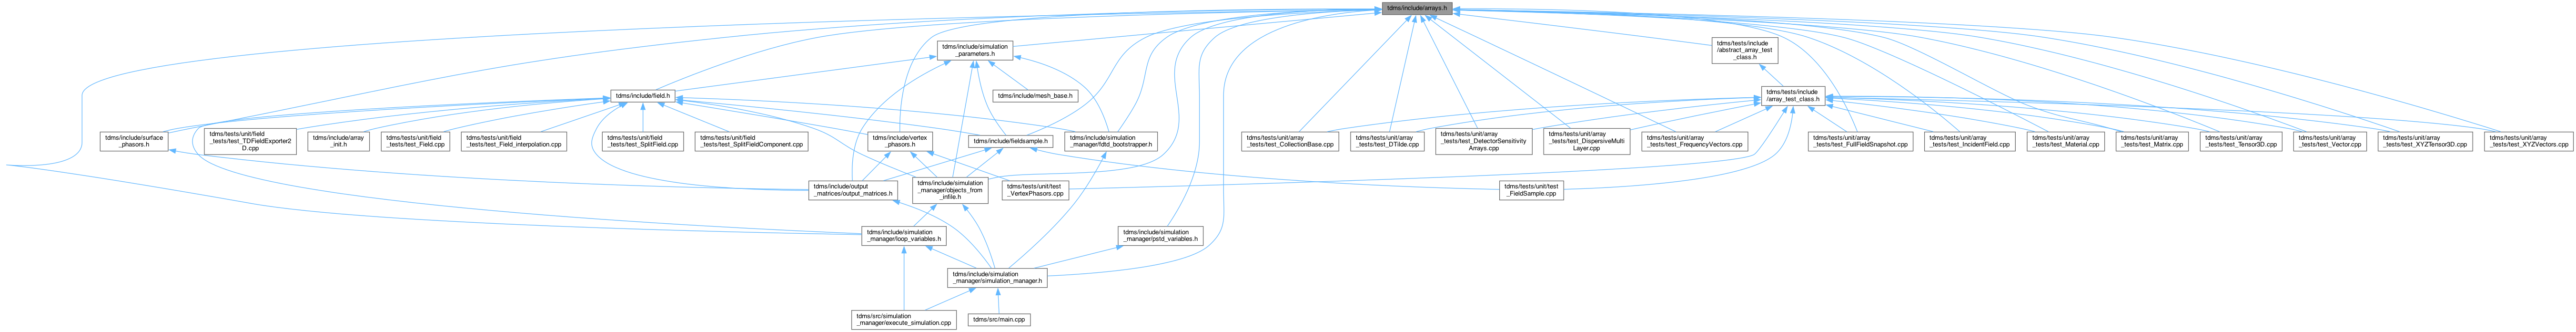 tdms/include/arrays.h
tdms/include/simulation
_parameters.h
tdms/tests/include
/abstract_array_test
_class.h
tdms/include/field.h
tdms/include/mesh_base.h
tdms/tests/include
/array_test_class.h
tdms/include/surface
_phasors.h
tdms/tests/unit/field
_tests/test_TDFieldExporter2
D.cpp
tdms/include/array
_init.h
tdms/tests/unit/field
_tests/test_Field.cpp
tdms/tests/unit/field
_tests/test_Field_interpolation.cpp
tdms/tests/unit/field
_tests/test_SplitField.cpp
tdms/tests/unit/field
_tests/test_SplitFieldComponent.cpp
tdms/include/vertex
_phasors.h
tdms/include/fieldsample.h
tdms/include/simulation
_manager/fdtd_bootstrapper.h
tdms/tests/unit/array
_tests/test_CollectionBase.cpp
tdms/tests/unit/array
_tests/test_DTilde.cpp
tdms/tests/unit/array
_tests/test_DetectorSensitivity
Arrays.cpp
tdms/tests/unit/array
_tests/test_DispersiveMulti
Layer.cpp
tdms/tests/unit/array
_tests/test_FrequencyVectors.cpp
tdms/tests/unit/array
_tests/test_FullFieldSnapshot.cpp
tdms/tests/unit/array
_tests/test_IncidentField.cpp
tdms/tests/unit/array
_tests/test_Material.cpp
tdms/tests/unit/array
_tests/test_Matrix.cpp
tdms/tests/unit/array
_tests/test_Tensor3D.cpp
tdms/tests/unit/array
_tests/test_Vector.cpp
tdms/tests/unit/array
_tests/test_XYZTensor3D.cpp
tdms/tests/unit/array
_tests/test_XYZVectors.cpp
tdms/include/output
_matrices/output_matrices.h
tdms/include/simulation
_manager/objects_from
_infile.h
tdms/tests/unit/test
_VertexPhasors.cpp
tdms/tests/unit/test
_FieldSample.cpp
tdms/include/simulation
_manager/loop_variables.h
tdms/include/simulation
_manager/pstd_variables.h
tdms/include/simulation
_manager/simulation_manager.h
tdms/src/simulation
_manager/execute_simulation.cpp
tdms/src/main.cpp